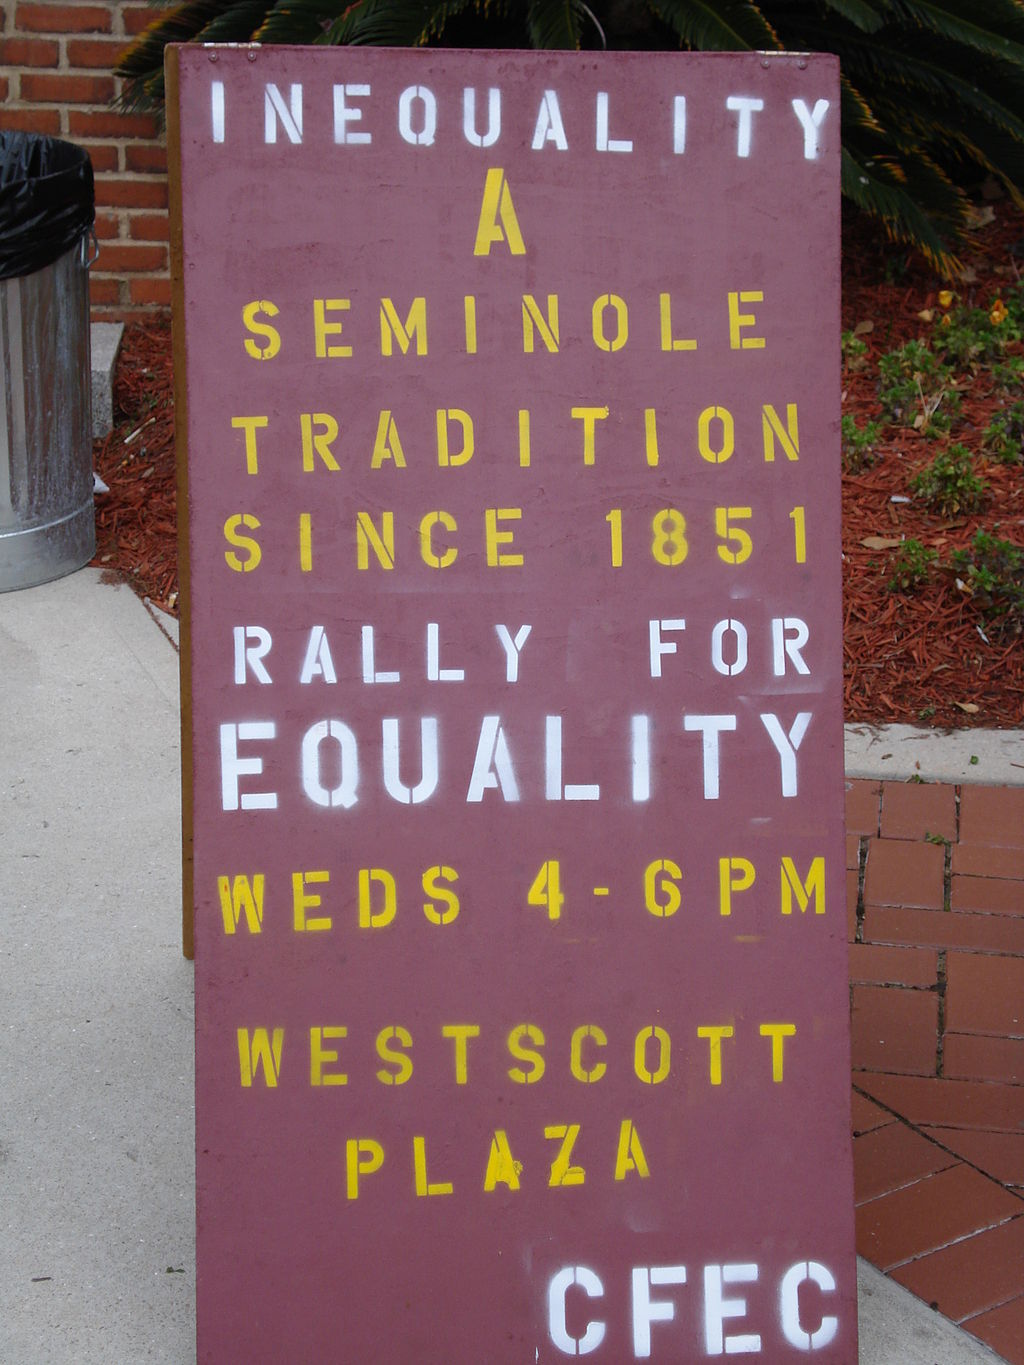 INEQUALITY
A
SEMINOLE
TRADITION
SINCE 1851
RALLY FOR
EQUALITY
WEDS 4-6PM
WESTSCOTT
PLAZA
CFEC